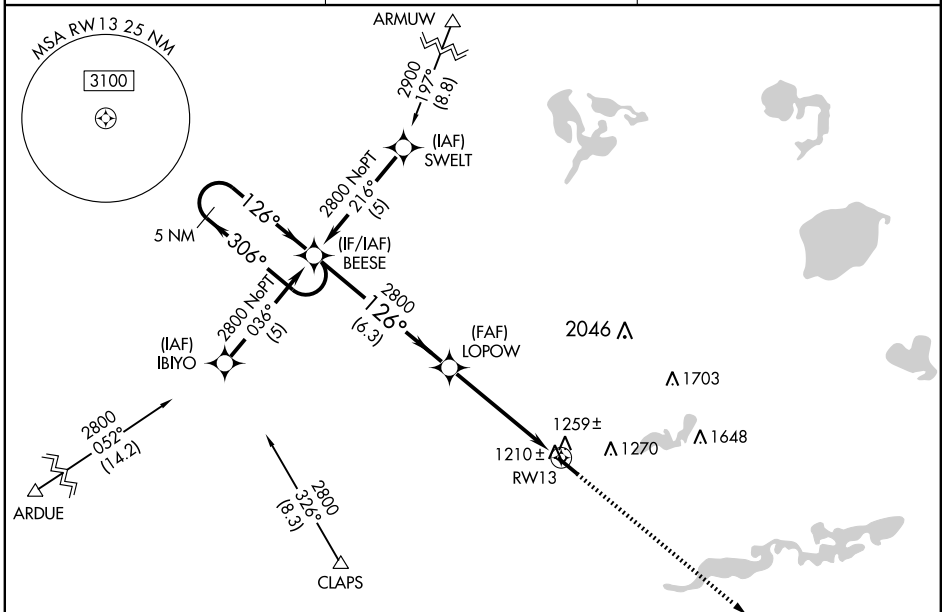 MSA RW13 25 NM
3100
ARMUW
2900
197°
(8.8)
(IAF)
SWELT
2800 NoPT
216°
(5)
126°
5 NM
306°
(IF/IAF)
BEESE
2800 NoPT
036°
(5)
(IAF)
IBIYO
2800
126°
(6.3)
(FAF)
LOPOW
2046
1703
1259±
1210±
1270
1648
RW13
2800
052°
(14.2)
ARDUE
2800
326°
(8.3)
CLAPS